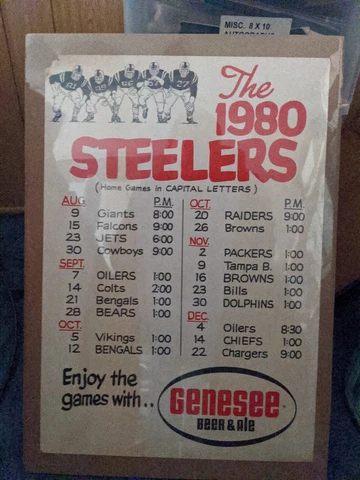 MISC. 8 X 10
AUTOGRAPHS
The
1980
STEELERS
(Home Games in CAPITAL LETTERS)
AUG. P.M.
9 Giants 8:00
15 Falcons 9:00
23 JETS 6:00
30 Cowboys 9:00
SEPT.
7 OILERS 1:00
14 Colts 2:00
21 Bengals 1:00
28 BEARS 1:00
OCT.
5 Vikings 1:00
12 BENGALS 1:00
OCT. P.M.
20 RAIDERS 9:00
26 Browns 1:00
NOV.
2 PACKERS 1:00
9 Tampa B. 1:00
16 BROWNS 1:00
23 Bills 1:00
30 DOLPHINS 1:00
DEC.
4 Oilers 8:30
14 CHIEFS 1:00
22 Chargers 9:00
Enjoy the
games with..
GENESEE
BEER & ALE